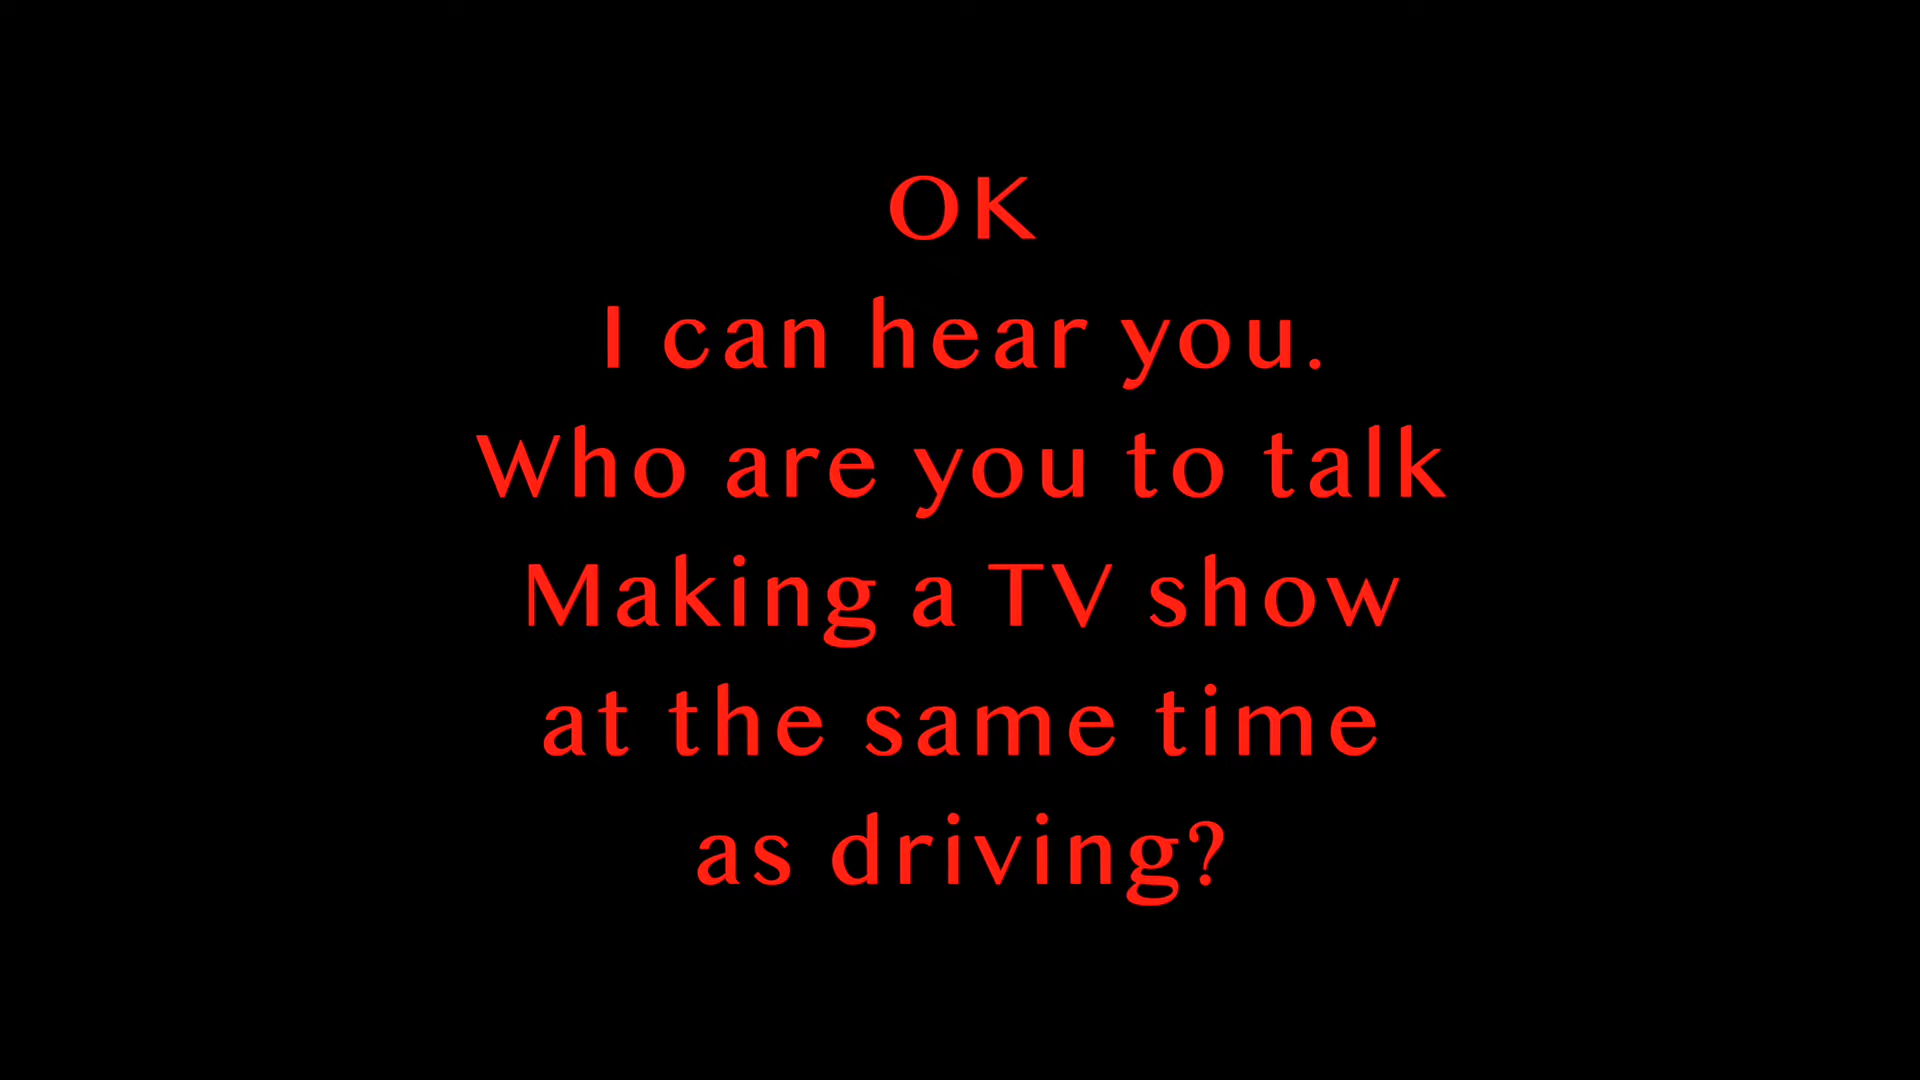 OK
I can hear you.
Who are you to talk
Making a TV show
at the same time
as driving?